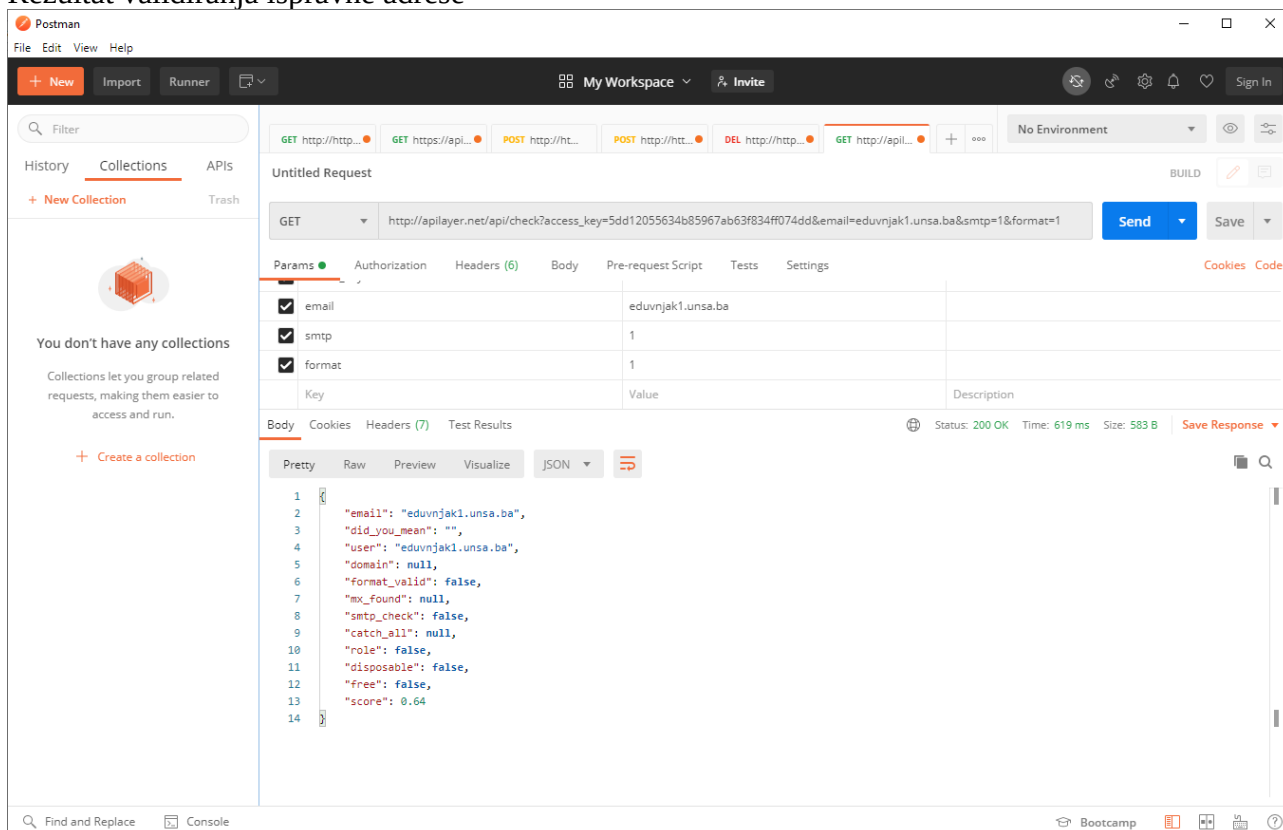 Rezultat validiranja ispravne adrese
Postman
File Edit View Help
+ New Import Runner My Workspace Invite Sign In
Filter
History Collections APIs
+ New Collection Trash
You don't have any collections
Collections let you group related
requests, making them easier to
access and run.
+ Create a collection
GET http://http... GET https://api... POST http://ht... POST http://htt... DEL http://http... GET http://apil... + ooo No Environment
Untitled Request BUILD
GET http://apilayer.net/api/check?access_key=5dd12055634b85967ab63f834ff074dd&email=eduvnjak1.unsa.ba&smtp=1&format=1 Send Save
Params Authorization Headers (6) Body Pre-request Script Tests Settings Cookies Code
email eduvnjak1.unsa.ba
smtp 1
format 1
Key Value Description
Body Cookies Headers (7) Test Results Status: 200 OK Time: 619 ms Size: 583 B Save Response
Pretty Raw Preview Visualize JSON
1 {
2 "email": "eduvnjak1.unsa.ba",
3 "did_you_mean": "",
4 "user": "eduvnjak1.unsa.ba",
5 "domain": null,
6 "format_valid": false,
7 "mx_found": null,
8 "smtp_check": false,
9 "catch_all": null,
10 "role": false,
11 "disposable": false,
12 "free": false,
13 "score": 0.64
14 }
Find and Replace Console Bootcamp